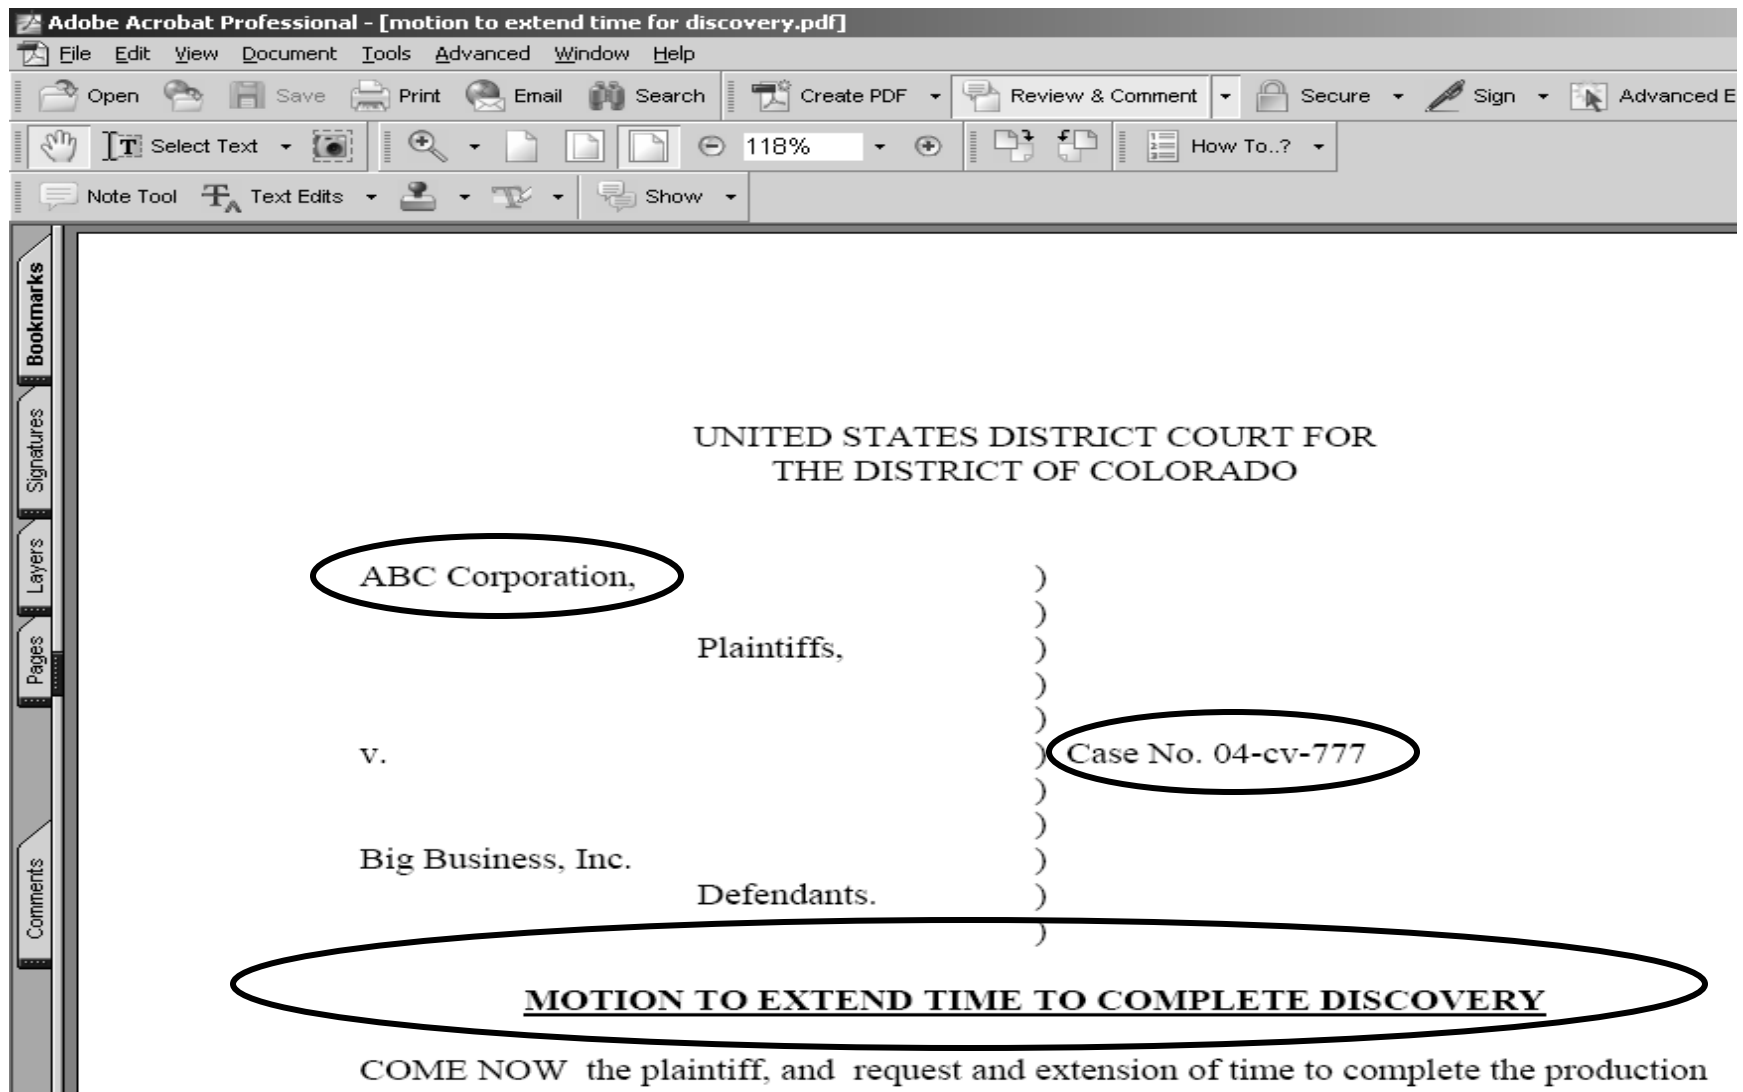 Adobe Acrobat Professional - [motion to extend time for discovery.pdf]
File Edit View Document Tools Advanced Window Help
Open Save Print Email Search Create PDF Review & Comment Secure Sign Advanced E
T Select Text 118% How To..?
Note Tool Text Edits Show
Bookmarks
Signatures
Layers
Pages
Comments
UNITED STATES DISTRICT COURT FOR
THE DISTRICT OF COLORADO
ABC Corporation, )
)
Plaintiffs, )
)
)
v. ) Case No. 04-cv-777
)
)
Big Business, Inc. )
Defendants. )
)
MOTION TO EXTEND TIME TO COMPLETE DISCOVERY
COME NOW the plaintiff, and request and extension of time to complete the production